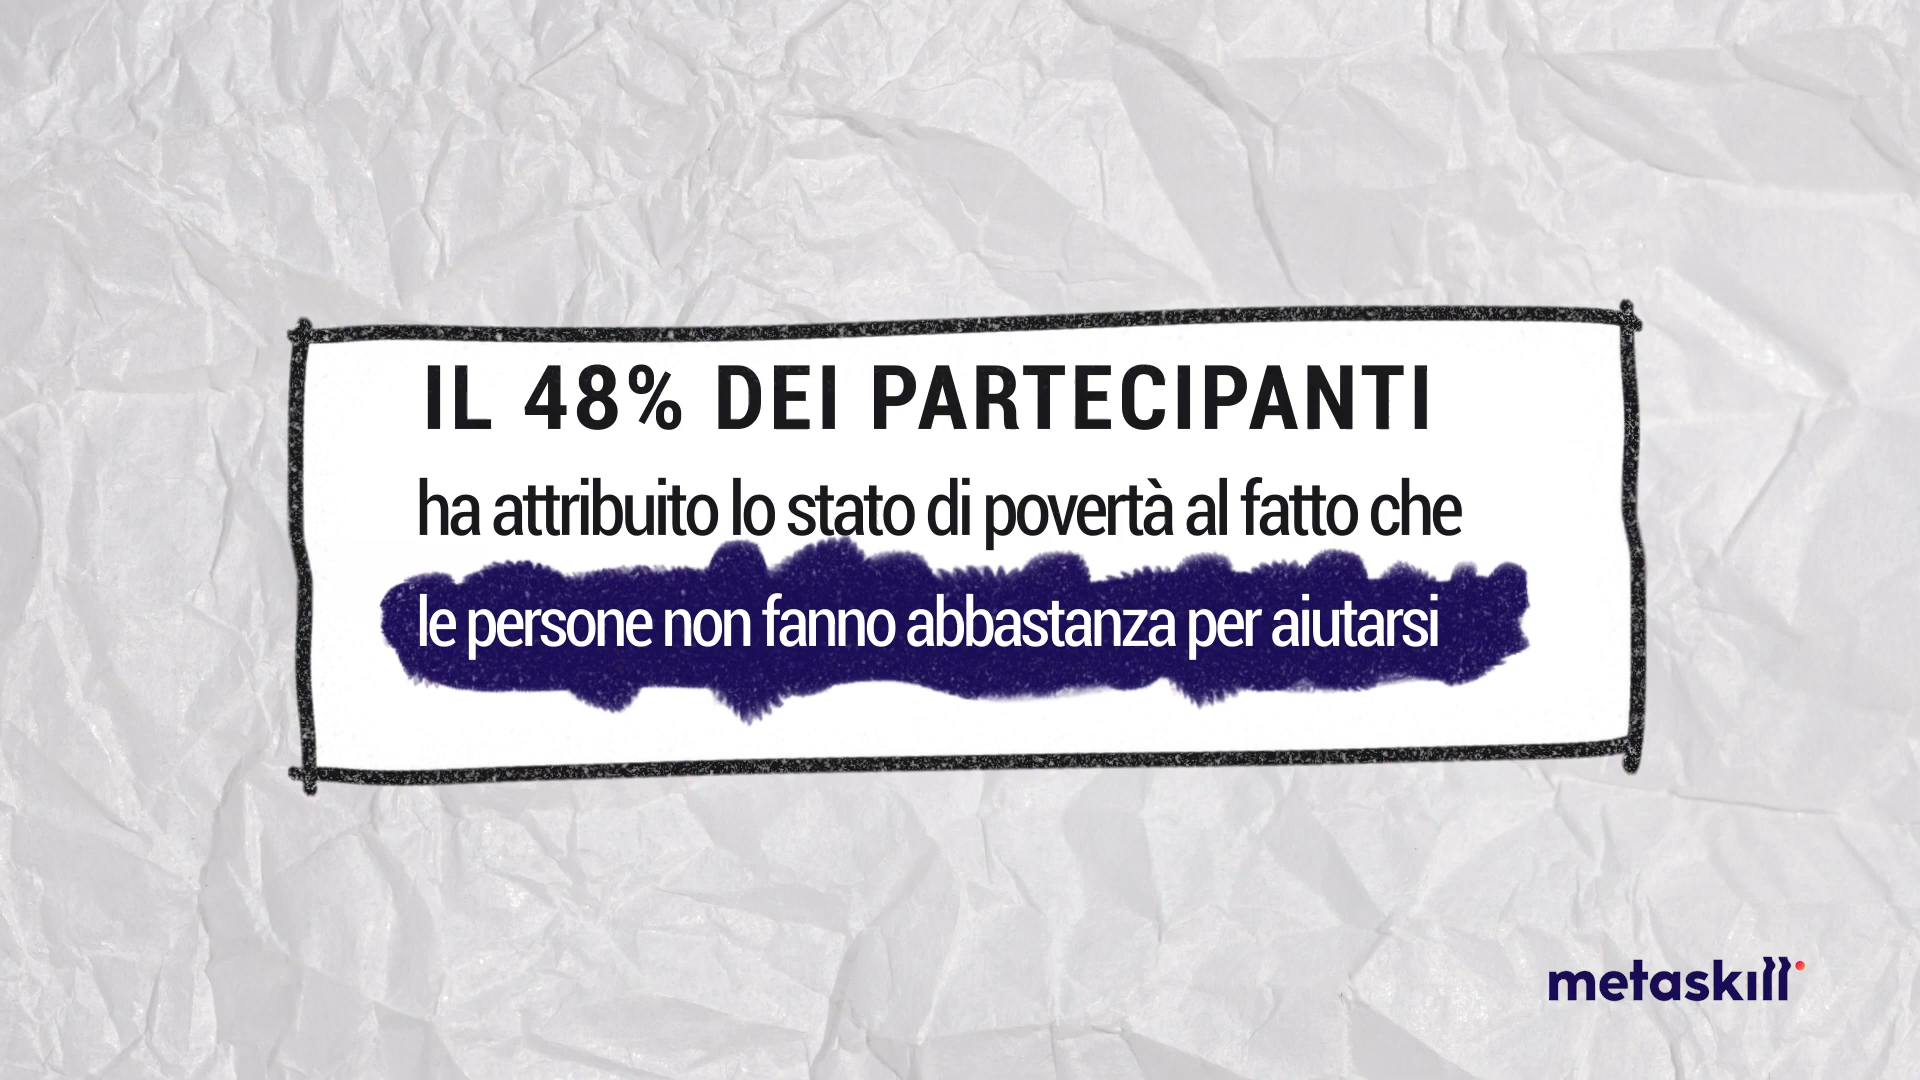 IL 48% DEI PARTECIPANTI
ha attribuito lo stato di povertà al fatto che
le persone non fanno abbastanza per aiutarsi
metaskill